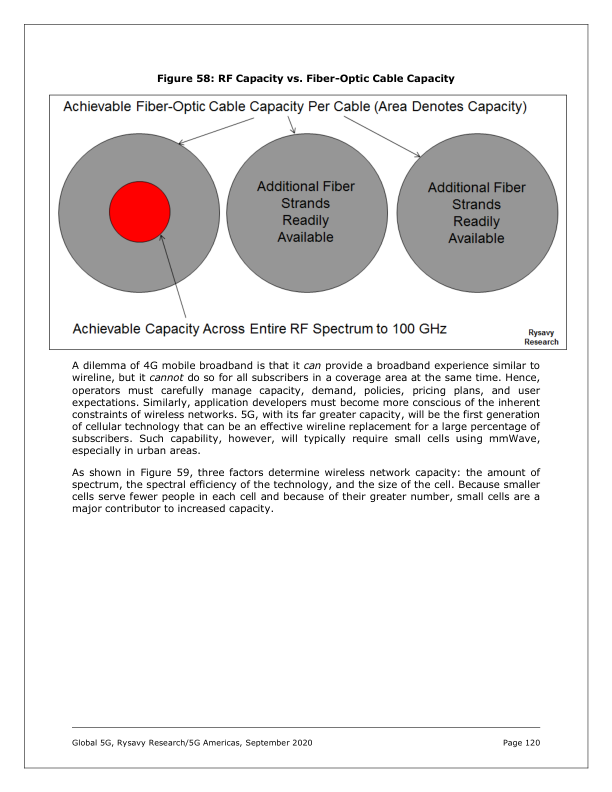 Figure 58: RF Capacity vs. Fiber-Optic Cable Capacity
Achievable Fiber-Optic Cable Capacity Per Cable (Area Denotes Capacity)
Additional Fiber
Strands
Readily
Available
Additional Fiber
Strands
Readily
Available
Achievable Capacity Across Entire RF Spectrum to 100 GHz
Rysavy
Research
A dilemma of 4G mobile broadband is that it can provide a broadband experience similar to
wireline, but it cannot do so for all subscribers in a coverage area at the same time. Hence,
operators must carefully manage capacity, demand, policies, pricing plans, and user
expectations. Similarly, application developers must become more conscious of the inherent
constraints of wireless networks. 5G, with its far greater capacity, will be the first generation
of cellular technology that can be an effective wireline replacement for a large percentage of
subscribers. Such capability, however, will typically require small cells using mmWave,
especially in urban areas.
As shown in Figure 59, three factors determine wireless network capacity: the amount of
spectrum, the spectral efficiency of the technology, and the size of the cell. Because smaller
cells serve fewer people in each cell and because of their greater number, small cells are a
major contributor to increased capacity.
Global 5G, Rysavy Research/5G Americas, September 2020
Page 120